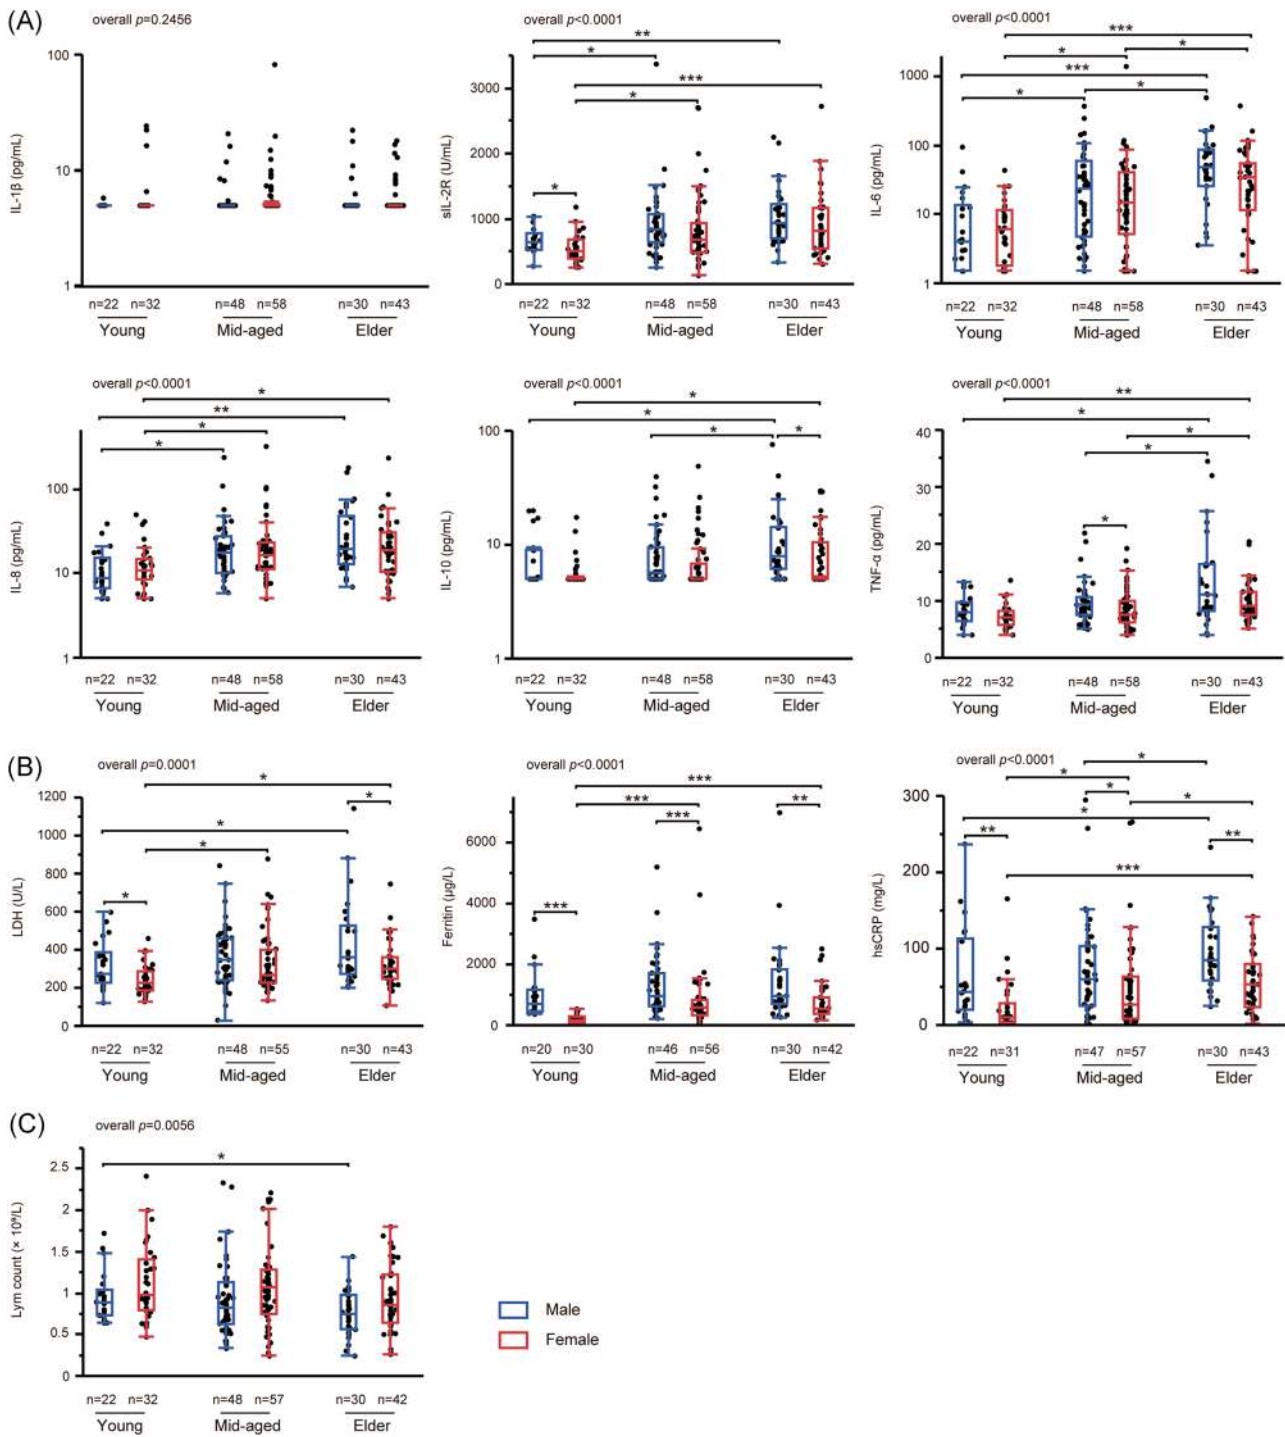 (A)
overall p=0.2456
100
10
1
IL-1β (pg/mL)
n=22 n=32 n=48 n=58 n=30 n=43
Young Mid-aged Elder
overall p<0.0001
**
*
***
*
*
3000
2000
1000
0
sIL-2R (U/mL)
n=22 n=32 n=48 n=58 n=30 n=43
Young Mid-aged Elder
overall p<0.0001
***
*
*
***
*
*
1000
100
10
1
IL-6 (pg/mL)
n=22 n=32 n=48 n=58 n=30 n=43
Young Mid-aged Elder
overall p<0.0001
*
**
*
*
100
10
1
IL-8 (pg/mL)
n=22 n=32 n=48 n=58 n=30 n=43
Young Mid-aged Elder
overall p<0.0001
*
*
*
*
100
10
1
IL-10 (pg/mL)
n=22 n=32 n=48 n=58 n=30 n=43
Young Mid-aged Elder
overall p<0.0001
**
*
*
*
*
40
30
20
10
0
TNF-α (pg/mL)
n=22 n=32 n=48 n=58 n=30 n=43
Young Mid-aged Elder
(B)
overall p=0.0001
*
*
*
*
*
1200
1000
800
600
400
200
0
LDH (U/L)
n=22 n=32 n=48 n=55 n=30 n=43
Young Mid-aged Elder
overall p<0.0001
***
***
**
***
***
6000
4000
2000
0
Ferritin (μg/L)
n=20 n=30 n=46 n=56 n=30 n=42
Young Mid-aged Elder
overall p<0.0001
*
*
*
*
*
**
**
***
300
200
100
0
hsCRP (mg/L)
n=22 n=31 n=47 n=57 n=30 n=43
Young Mid-aged Elder
(C)
overall p=0.0056
*
2.5
2
1.5
1
0.5
0
Lym count (× 10⁹/L)
n=22 n=32 n=48 n=57 n=30 n=42
Young Mid-aged Elder
Male
Female